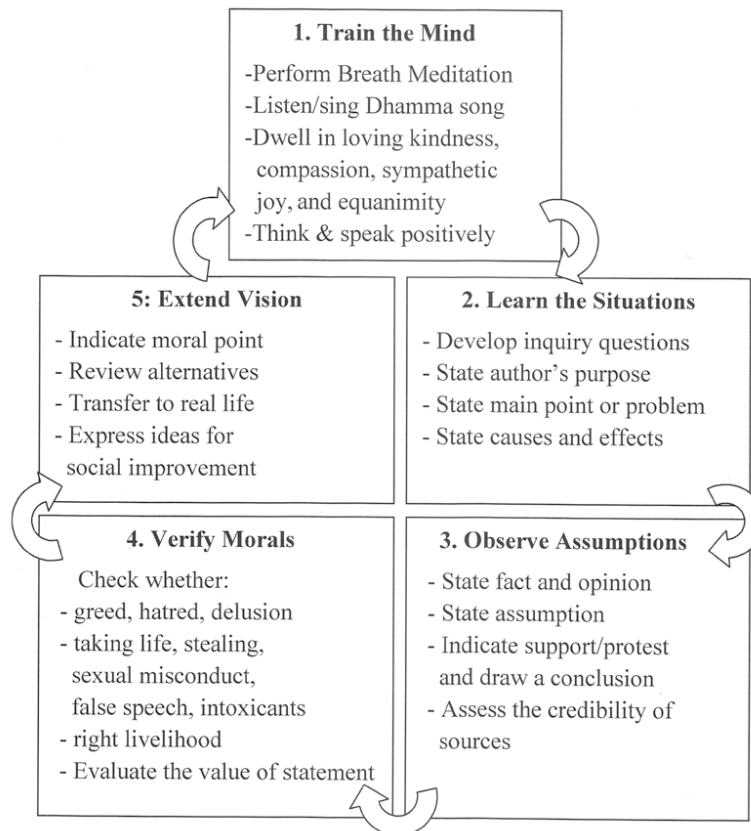 1. Train the Mind
-Perform Breath Meditation
-Listen/sing Dhamma song
-Dwell in loving kindness,
compassion, sympathetic
joy, and equanimity
-Think & speak positively
2. Learn the Situations
- Develop inquiry questions
- State author's purpose
- State main point or problem
- State causes and effects
3. Observe Assumptions
- State fact and opinion
- State assumption
- Indicate support/protest
and draw a conclusion
- Assess the credibility of
sources
4. Verify Morals
Check whether:
- greed, hatred, delusion
- taking life, stealing,
sexual misconduct,
false speech, intoxicants
- right livelihood
- Evaluate the value of statement
5: Extend Vision
- Indicate moral point
- Review alternatives
- Transfer to real life
- Express ideas for
social improvement